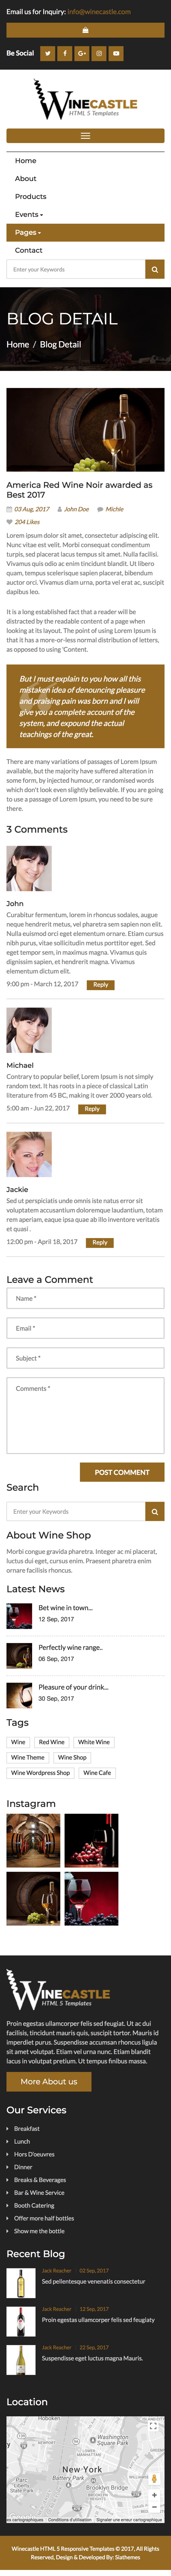 Email us for Inquiry: info@winecastle.com
Be Social
WINECASTLE
HTML 5 Templates
Home
About
Products
Events
Pages
Contact
Enter your Keywords
BLOG DETAIL
Home / Blog Detail
America Red Wine Noir awarded as
Best 2017
03 Aug, 2017 John Doe Michle
204 Likes
Lorem ipsum dolor sit amet, consectetur adipiscing elit.
Nunc vitae est velit. Morbi consequat condimentum
turpis, sed placerat lacus tempus sit amet. Nulla facilisi.
Vivamus quis odio ac enim tincidunt blandit. Ut libero
quam, tempus scelerisque sapien placerat, bibendum
auctor orci. Vivamus diam urna, porta vel erat ac, suscipit
dapibus leo.
It is a long established fact that a reader will be
distracted by the readable content of a page when
looking at its layout. The point of using Lorem Ipsum is
that it has a more-or-less normal distribution of letters,
as opposed to using 'Content.
But I must explain to you how all this
mistaken idea of denouncing pleasure
and praising pain was born and I will
give you a complete account of the
system, and expound the actual
teachings of the great.
There are many variations of passages of Lorem Ipsum
available, but the majority have suffered alteration in
some form, by injected humour, or randomised words
which don't look even slightly believable. If you are going
to use a passage of Lorem Ipsum, you need to be sure
there.
3 Comments
John
Curabitur fermentum, lorem in rhoncus sodales, augue
neque hendrerit metus, vel pharetra sem sapien non elit.
Nulla euismod erat eget ornare elementum. Etiam cursus
nibh purus, vitae sollicitudin metus porttitor eget. Sed
eget tempor sem, in maximus magna. Vivamus quis
dignissim sapien, et hendrerit magna. Vivamus
elementum dictum elit.
9:00 pm - March 12, 2017 Reply
Michael
Contrary to popular belief, Lorem Ipsum is not simply
random text. It has roots in a piece of classical Latin
literature from 45 BC, making it over 2000 years old.
5:00 am - Jun 22, 2017 Reply
Jackie
Sed ut perspiciatis unde omnis iste natus error sit
voluptatem accusantium doloremque laudantium, totam
rem aperiam, eaque ipsa quae ab illo inventore veritatis
et quasi .
12:00 pm - April 18, 2017 Reply
Leave a Comment
Name *
Email *
Subject *
Comments *
POST COMMENT
Search
Enter your Keywords
About Wine Shop
Morbi congue gravida pharetra. Integer ac mi placerat,
luctus dui eget, cursus enim. Praesent pharetra enim
ornare facilisis rhoncus.
Latest News
Bet wine in town...
12 Sep, 2017
Perfectly wine range..
06 Sep, 2017
Pleasure of your drink...
30 Sep, 2017
Tags
Wine Red Wine White Wine
Wine Theme Wine Shop
Wine Wordpress Shop Wine Cafe
Instagram
WINECASTLE
HTML 5 Templates
Proin egestas ullamcorper felis sed feugiat. Ut ac dui
facilisis, tincidunt mauris quis, suscipit tortor. Mauris id
imperdiet purus. Suspendisse accumsan rhoncus ligula
ut dapibus. Etiam vel urna nunc. Etiam blandit
lacus in volutpat pretium. Ut tempus finibus massa.
More About us
Our Services
Breakfast
Lunch
Hors D'oeuvres
Dinner
Breaks & Beverages
Bar & Wine Service
Booth Catering
Offer more half bottles
Show me the bottle
Recent Blog
Jack Reacher 02 Sep, 2017
Sed pellentesque venenatis consectetur
Jack Reacher 12 Sep, 2017
Proin egestas ullamcorper felis sed feugiaty
Jack Reacher 22 Sep, 2017
Suspendisse eget luctus magna Mauris.
Location
Hoboken
Washington
Square Park
New York
Battery Park
Brooklyn Bridge
Liberty
State Park
Conditions d'utilisation Signaler une erreur cartographique
Winecastle HTML 5 Responsive Templates © 2017, All Rights
Reserved, Design & Developed By: Slathemes